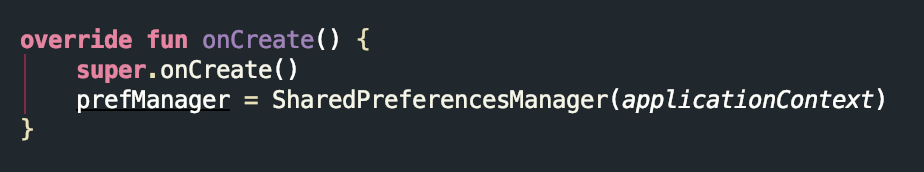 override fun onCreate() {
    super.onCreate()
    prefManager = SharedPreferencesManager(applicationContext)
}